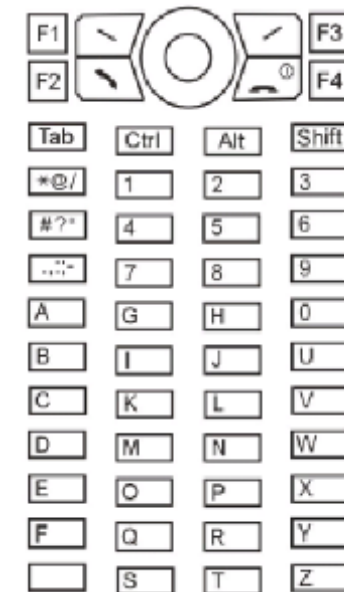 F1 F3
F2 F4
Tab Ctrl Alt Shift
*@/ 1 2 3
4 5 6
7 8 9
A G H 0
B I J U
C K L V
D M N W
E O P X
F Q R Y
S T Z